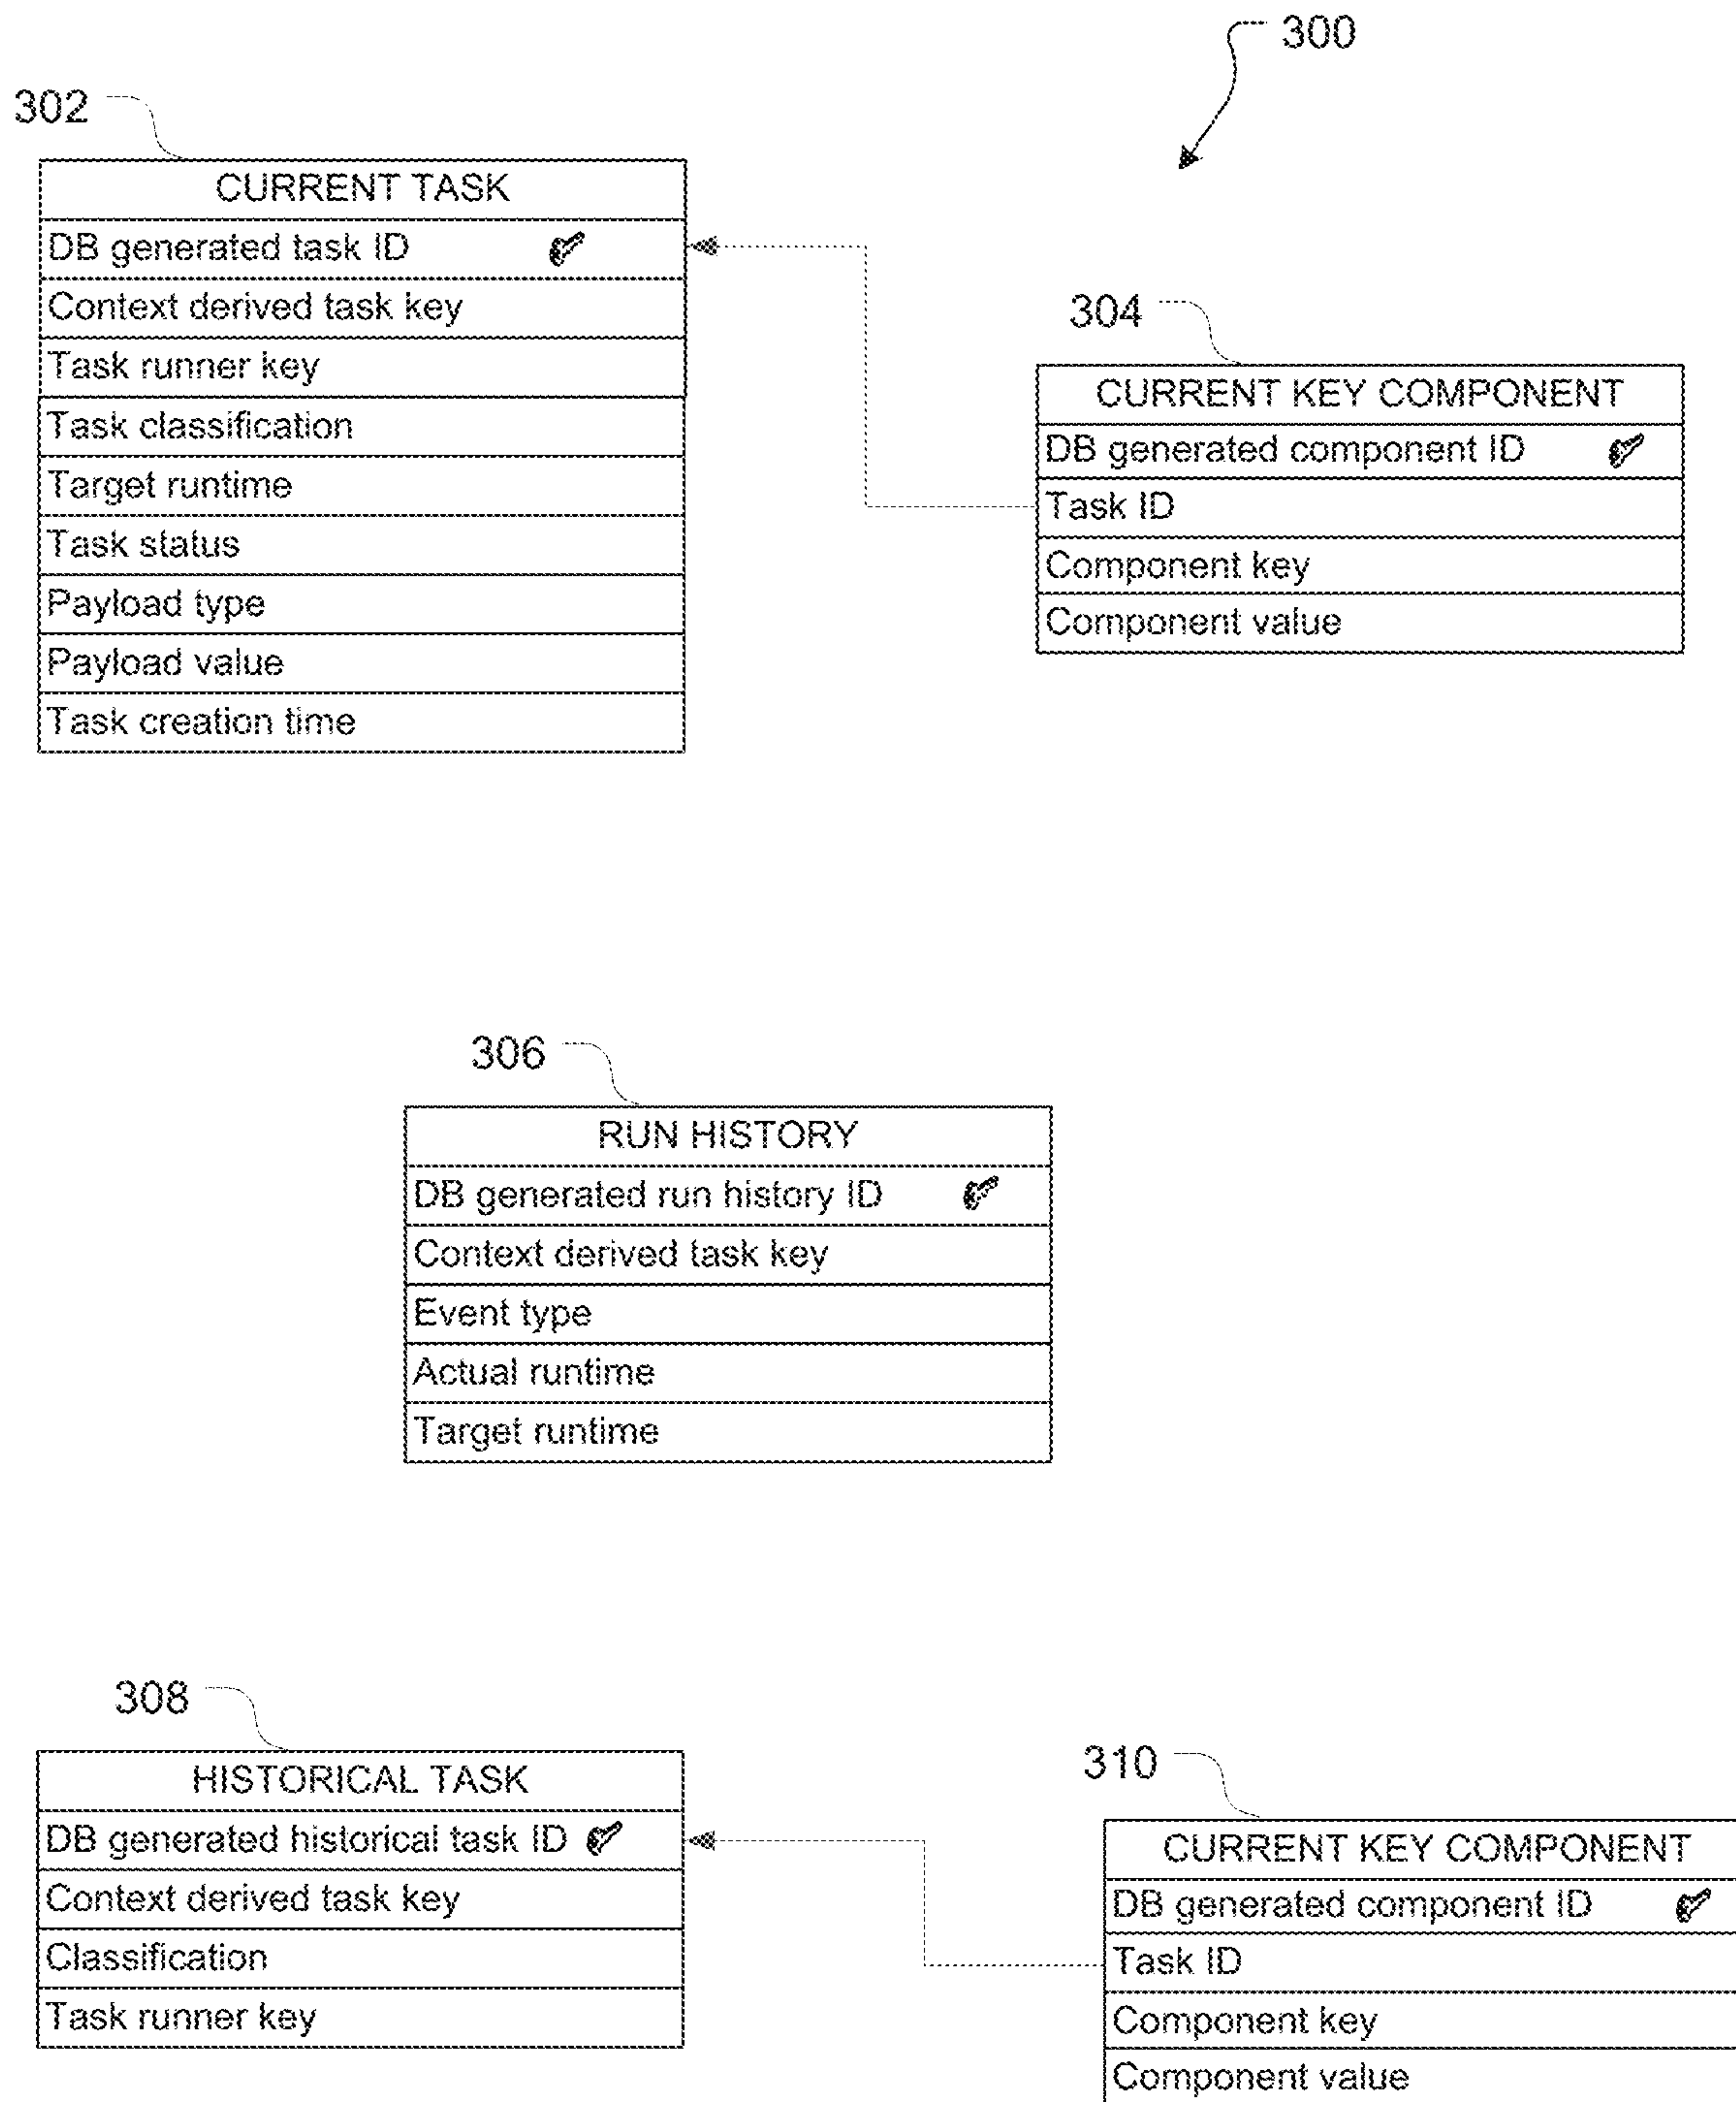 300
302
CURRENT TASK
DB generated task ID
Context derived task key
Task runner key
Task classification
Target runtime
Task status
Payload type
Payload value
Task creation time
304
CURRENT KEY COMPONENT
DB generated component ID
Task ID
Component key
Component value
306
RUN HISTORY
DB generated run history ID
Context derived task key
Event type
Actual runtime
Target runtime
308
HISTORICAL TASK
DB generated historical task ID
Context derived task key
Classification
Task runner key
310
CURRENT KEY COMPONENT
DB generated component ID
Task ID
Component key
Component value